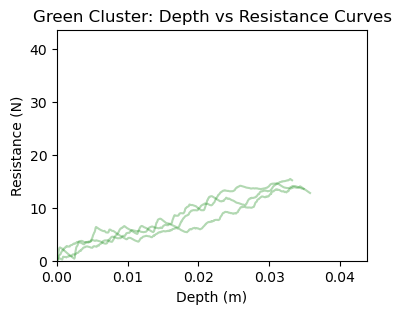 Green Cluster: Depth vs Resistance Curves
Resistance (N)
40
30
20
10
0
0.00 0.01 0.02 0.03 0.04
Depth (m)